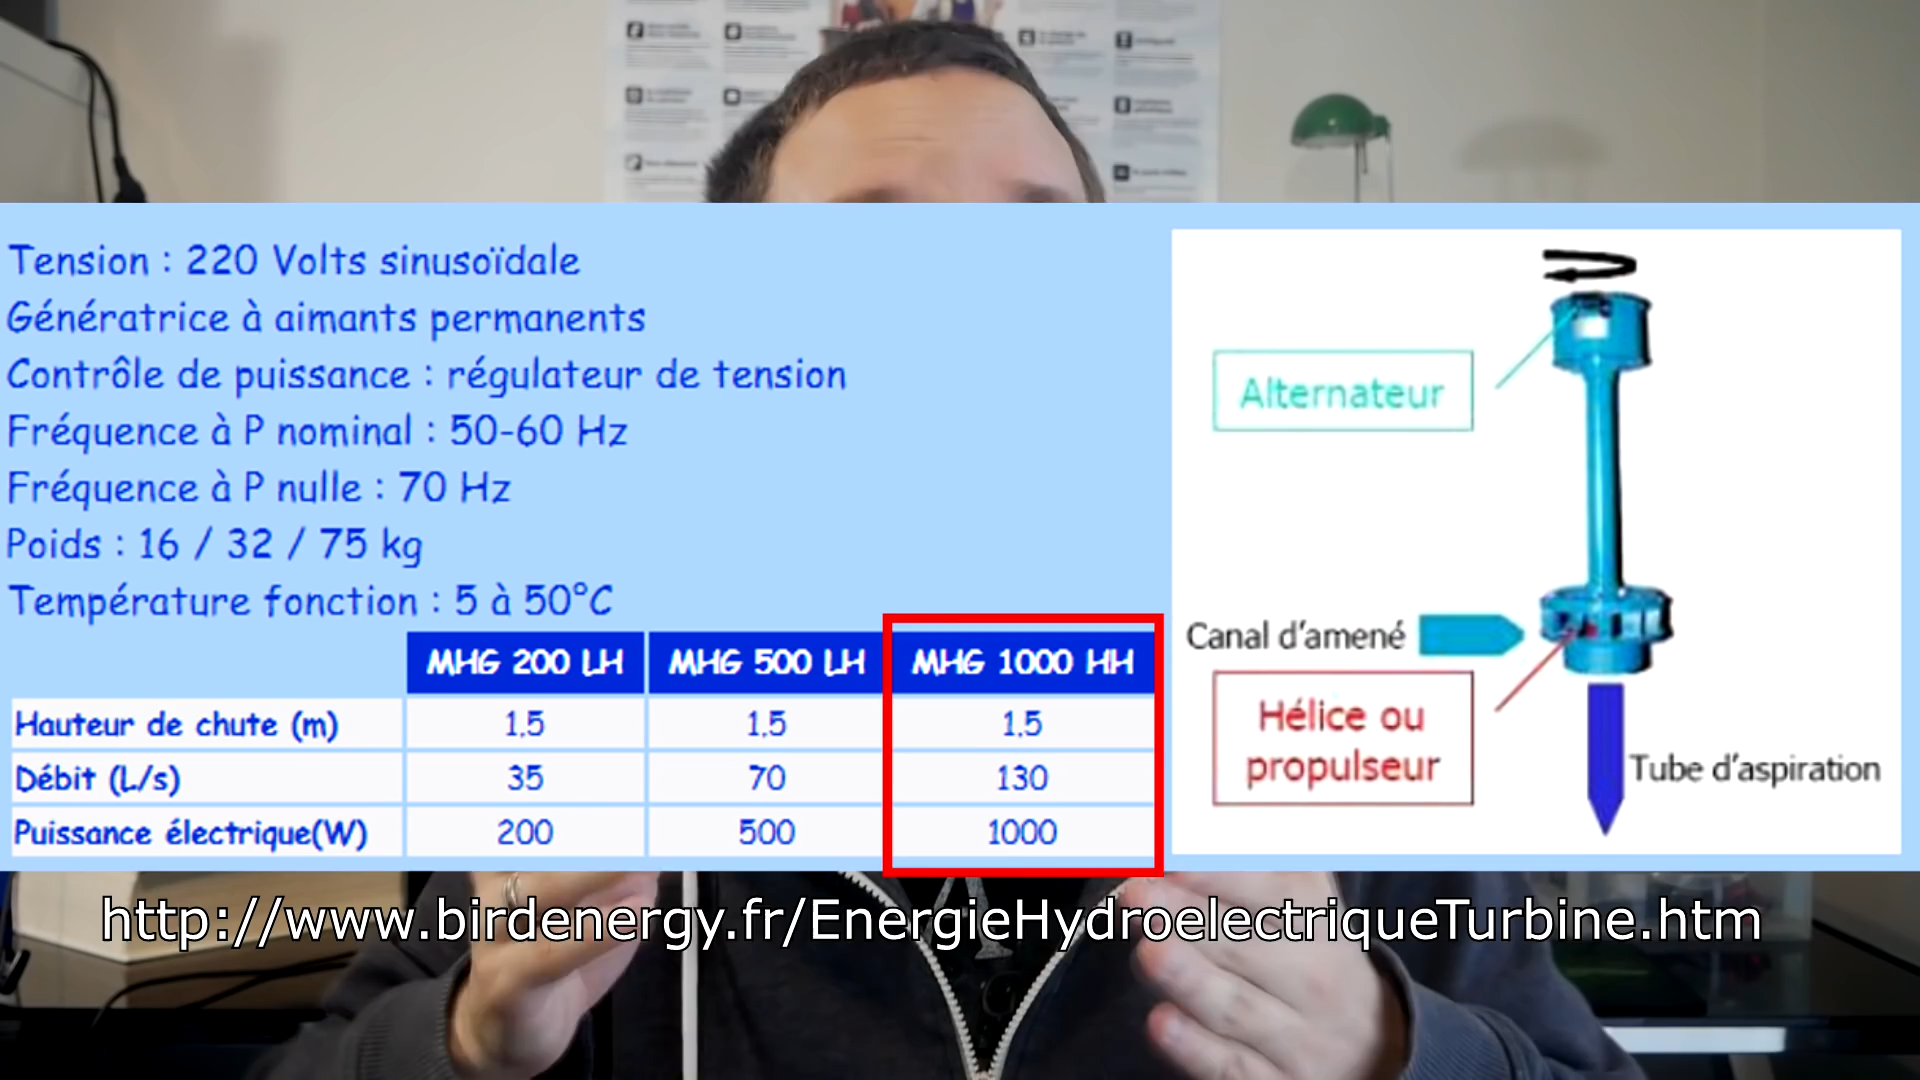 Tension : 220 Volts sinusoïdale
Génératrice à aimants permanents
Contrôle de puissance : régulateur de tension
Fréquence à P nominal : 50-60 Hz
Fréquence à P nulle : 70 Hz
Poids : 16 / 32 / 75 kg
Température fonction : 5 à 50°C
MHG 200 LH MHG 500 LH MHG 1000 HH
Hauteur de chute (m) 1,5 1,5 1,5
Débit (L/s) 35 70 130
Puissance électrique(W) 200 500 1000
Alternateur
Canal d'amené
Hélice ou
propulseur
Tube d'aspiration
http://www.birdenergy.fr/EnergieHydroelectriqueTurbine.htm